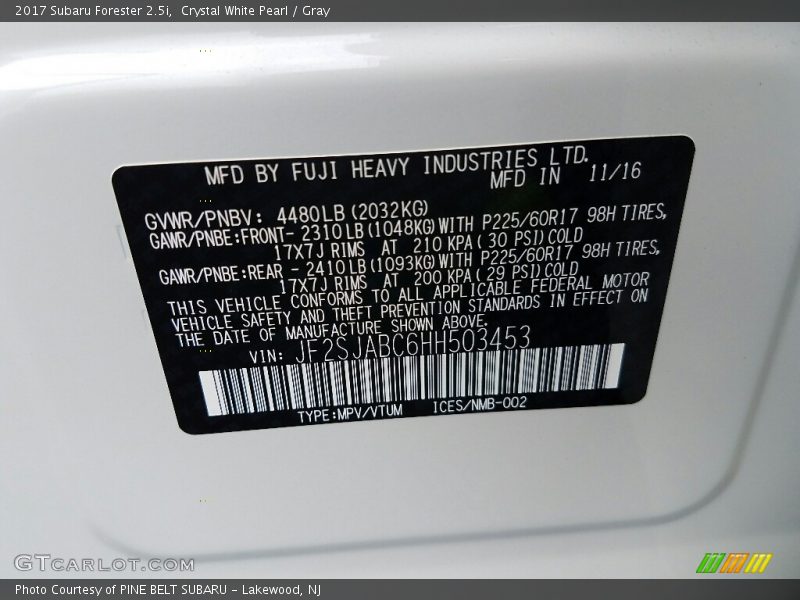 2017 Subaru Forester 2.5i,  Crystal White Pearl / Gray
MFD BY FUJI HEAVY INDUSTRIES LTD.
MFD IN 11/16
GVWR/PNBV: 4480LB(2032KG)
GAWR/PNBE:FRONT- 2310LB(1048KG)WITH P225/60R17 98H TIRES,
17X7J RIMS AT 210 KPA( 30 PSI)COLD
GAWR/PNBE:REAR - 2410LB(1093KG)WITH P225/60R17 98H TIRES,
17X7J RIMS AT 200 KPA( 29 PSI)COLD
THIS VEHICLE CONFORMS TO ALL APPLICABLE FEDERAL MOTOR
VEHICLE SAFETY AND THEFT PREVENTION STANDARDS IN EFFECT ON
THE DATE OF MANUFACTURE SHOWN ABOVE.
VIN: JF2SJABC6HH503453
TYPE:MPV/VTUM ICES/NMB-002
GTCARLOT.COM
Photo Courtesy of PINE BELT SUBARU - Lakewood, NJ